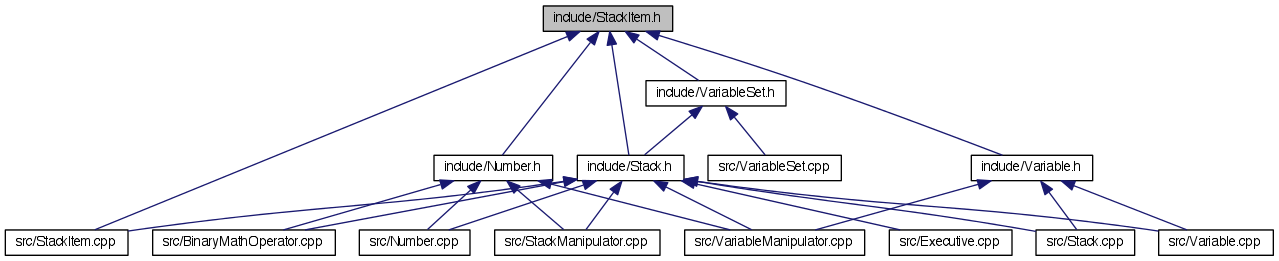 include/StackItem.h
include/VariableSet.h
include/Number.h
include/Stack.h
src/VariableSet.cpp
include/Variable.h
src/StackItem.cpp
src/BinaryMathOperator.cpp
src/Number.cpp
src/StackManipulator.cpp
src/VariableManipulator.cpp
src/Executive.cpp
src/Stack.cpp
src/Variable.cpp